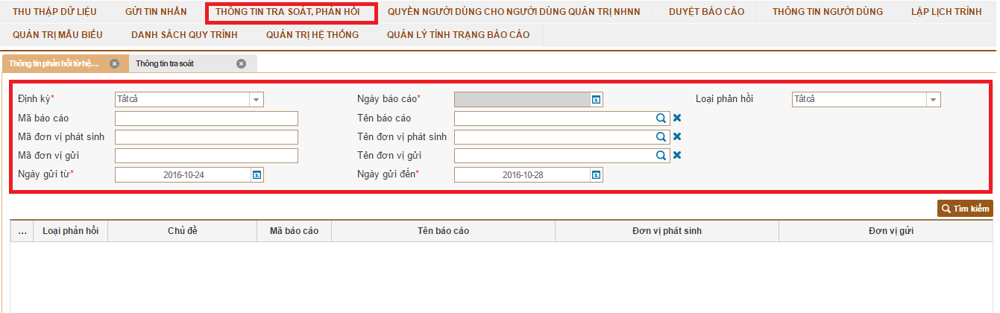 THU THẬP DỮ LIỆU GỬI TIN NHẮN THÔNG TIN TRA SOÁT, PHẢN HỒI QUYỀN NGƯỜI DÙNG CHO NGƯỜI DÙNG QUẢN TRỊ NHNN DUYỆT BÁO CÁO THÔNG TIN NGƯỜI DÙNG LẬP LỊCH TRÌNH
QUẢN TRỊ MẪU BIỂU DANH SÁCH QUY TRÌNH QUẢN TRỊ HỆ THỐNG QUẢN LÝ TÌNH TRẠNG BÁO CÁO
Thông tin phản hồi từ hệ... Thông tin tra soát
Định kỳ* Tất cả Ngày báo cáo* Loại phản hồi Tất cả
Mã báo cáo Tên báo cáo
Mã đơn vị phát sinh Tên đơn vị phát sinh
Mã đơn vị gửi Tên đơn vị gửi
Ngày gửi từ* 2016-10-24 Ngày gửi đến* 2016-10-28
Tìm kiếm
... Loại phản hồi Chủ đề Mã báo cáo Tên báo cáo Đơn vị phát sinh Đơn vị gửi